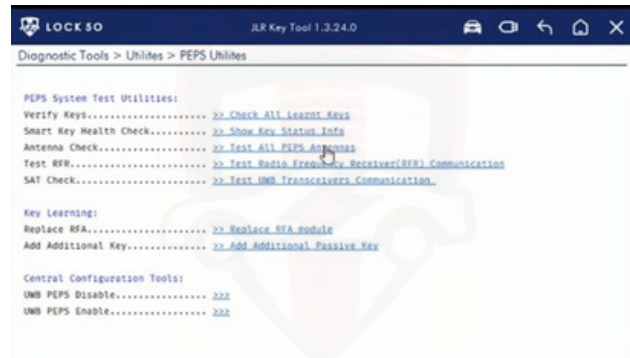 LOCK 50
JLR Key Tool 1.3.24.0
Diognostic Tools > Utilites > PEPS Utilites
PEPS System Test Utilities:
Verify Keys..................... >> Check All Learnt Keys
Smart Key Health Check.......... >> Show Key Status Info
Antenna Check................... >> Test All PEPS Antennas
Test RFR........................ >> Test Radio Frequency Receiver(RFR) Communication
SAT Check....................... >> Test UWB Transceivers Communication
Key Learning:
Replace RFA..................... >> Replace RFA module
Add Additional Key.............. >> Add Additional Passive Key
Central Configuration Tools:
UWB PEPS Disable................ >>>
UWB PEPS Enable................. >>>